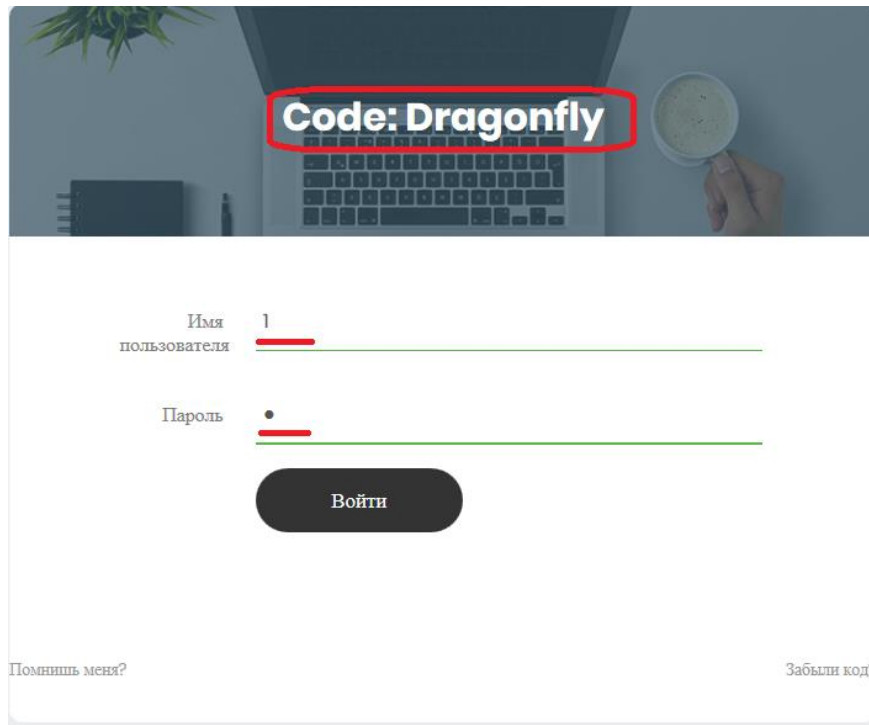 Code: Dragonfly
Имя
пользователя
1
Пароль
●
Войти
Помнишь меня?
Забыли код?